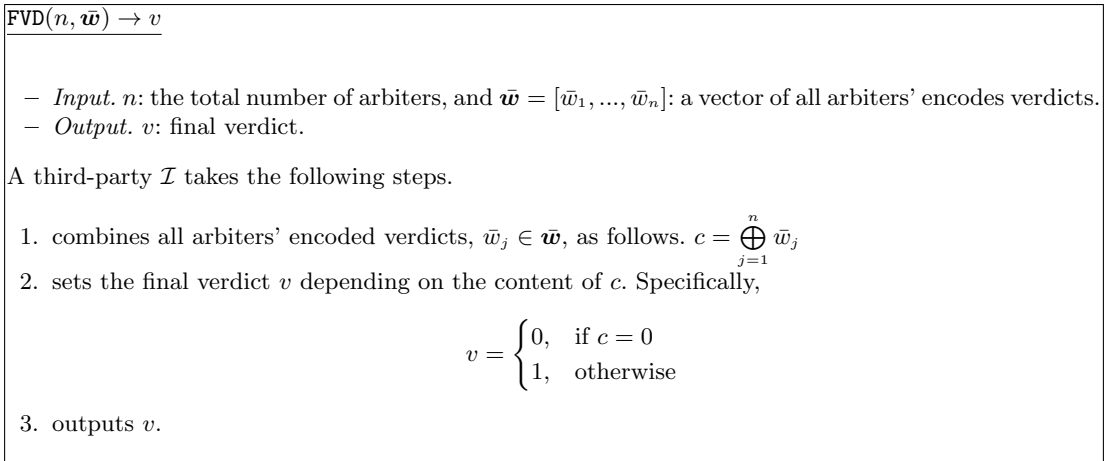 FVD(n, w̄) → v
– Input. n: the total number of arbiters, and w̄ = [w̄₁, ..., w̄ₙ]: a vector of all arbiters' encodes verdicts.
– Output. v: final verdict.
A third-party ℐ takes the following steps.
1. combines all arbiters' encoded verdicts, w̄ⱼ ∈ w̄, as follows. c = ⨁ⁿⱼ₌₁ w̄ⱼ
2. sets the final verdict v depending on the content of c. Specifically,
v = { 0, if c = 0
1, otherwise
3. outputs v.